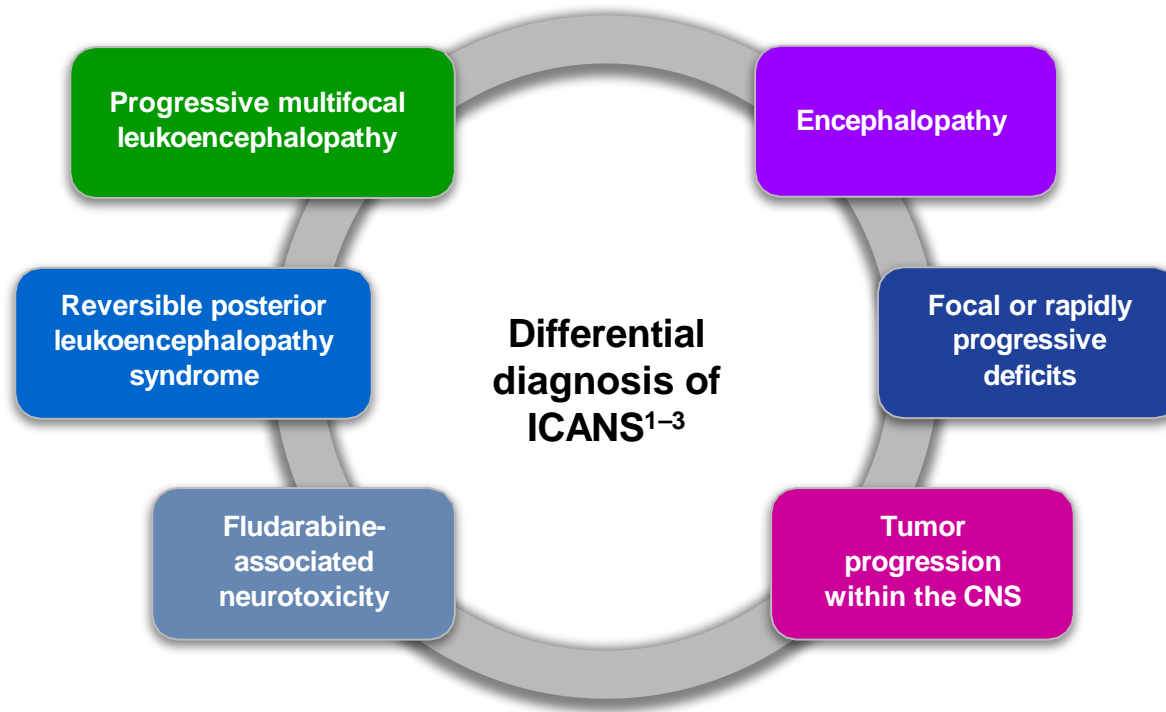 Progressive multifocal
leukoencephalopathy
Encephalopathy
Reversible posterior
leukoencephalopathy
syndrome
Differential
diagnosis of
ICANS¹⁻³
Focal or rapidly
progressive
deficits
Fludarabine-
associated
neurotoxicity
Tumor
progression
within the CNS